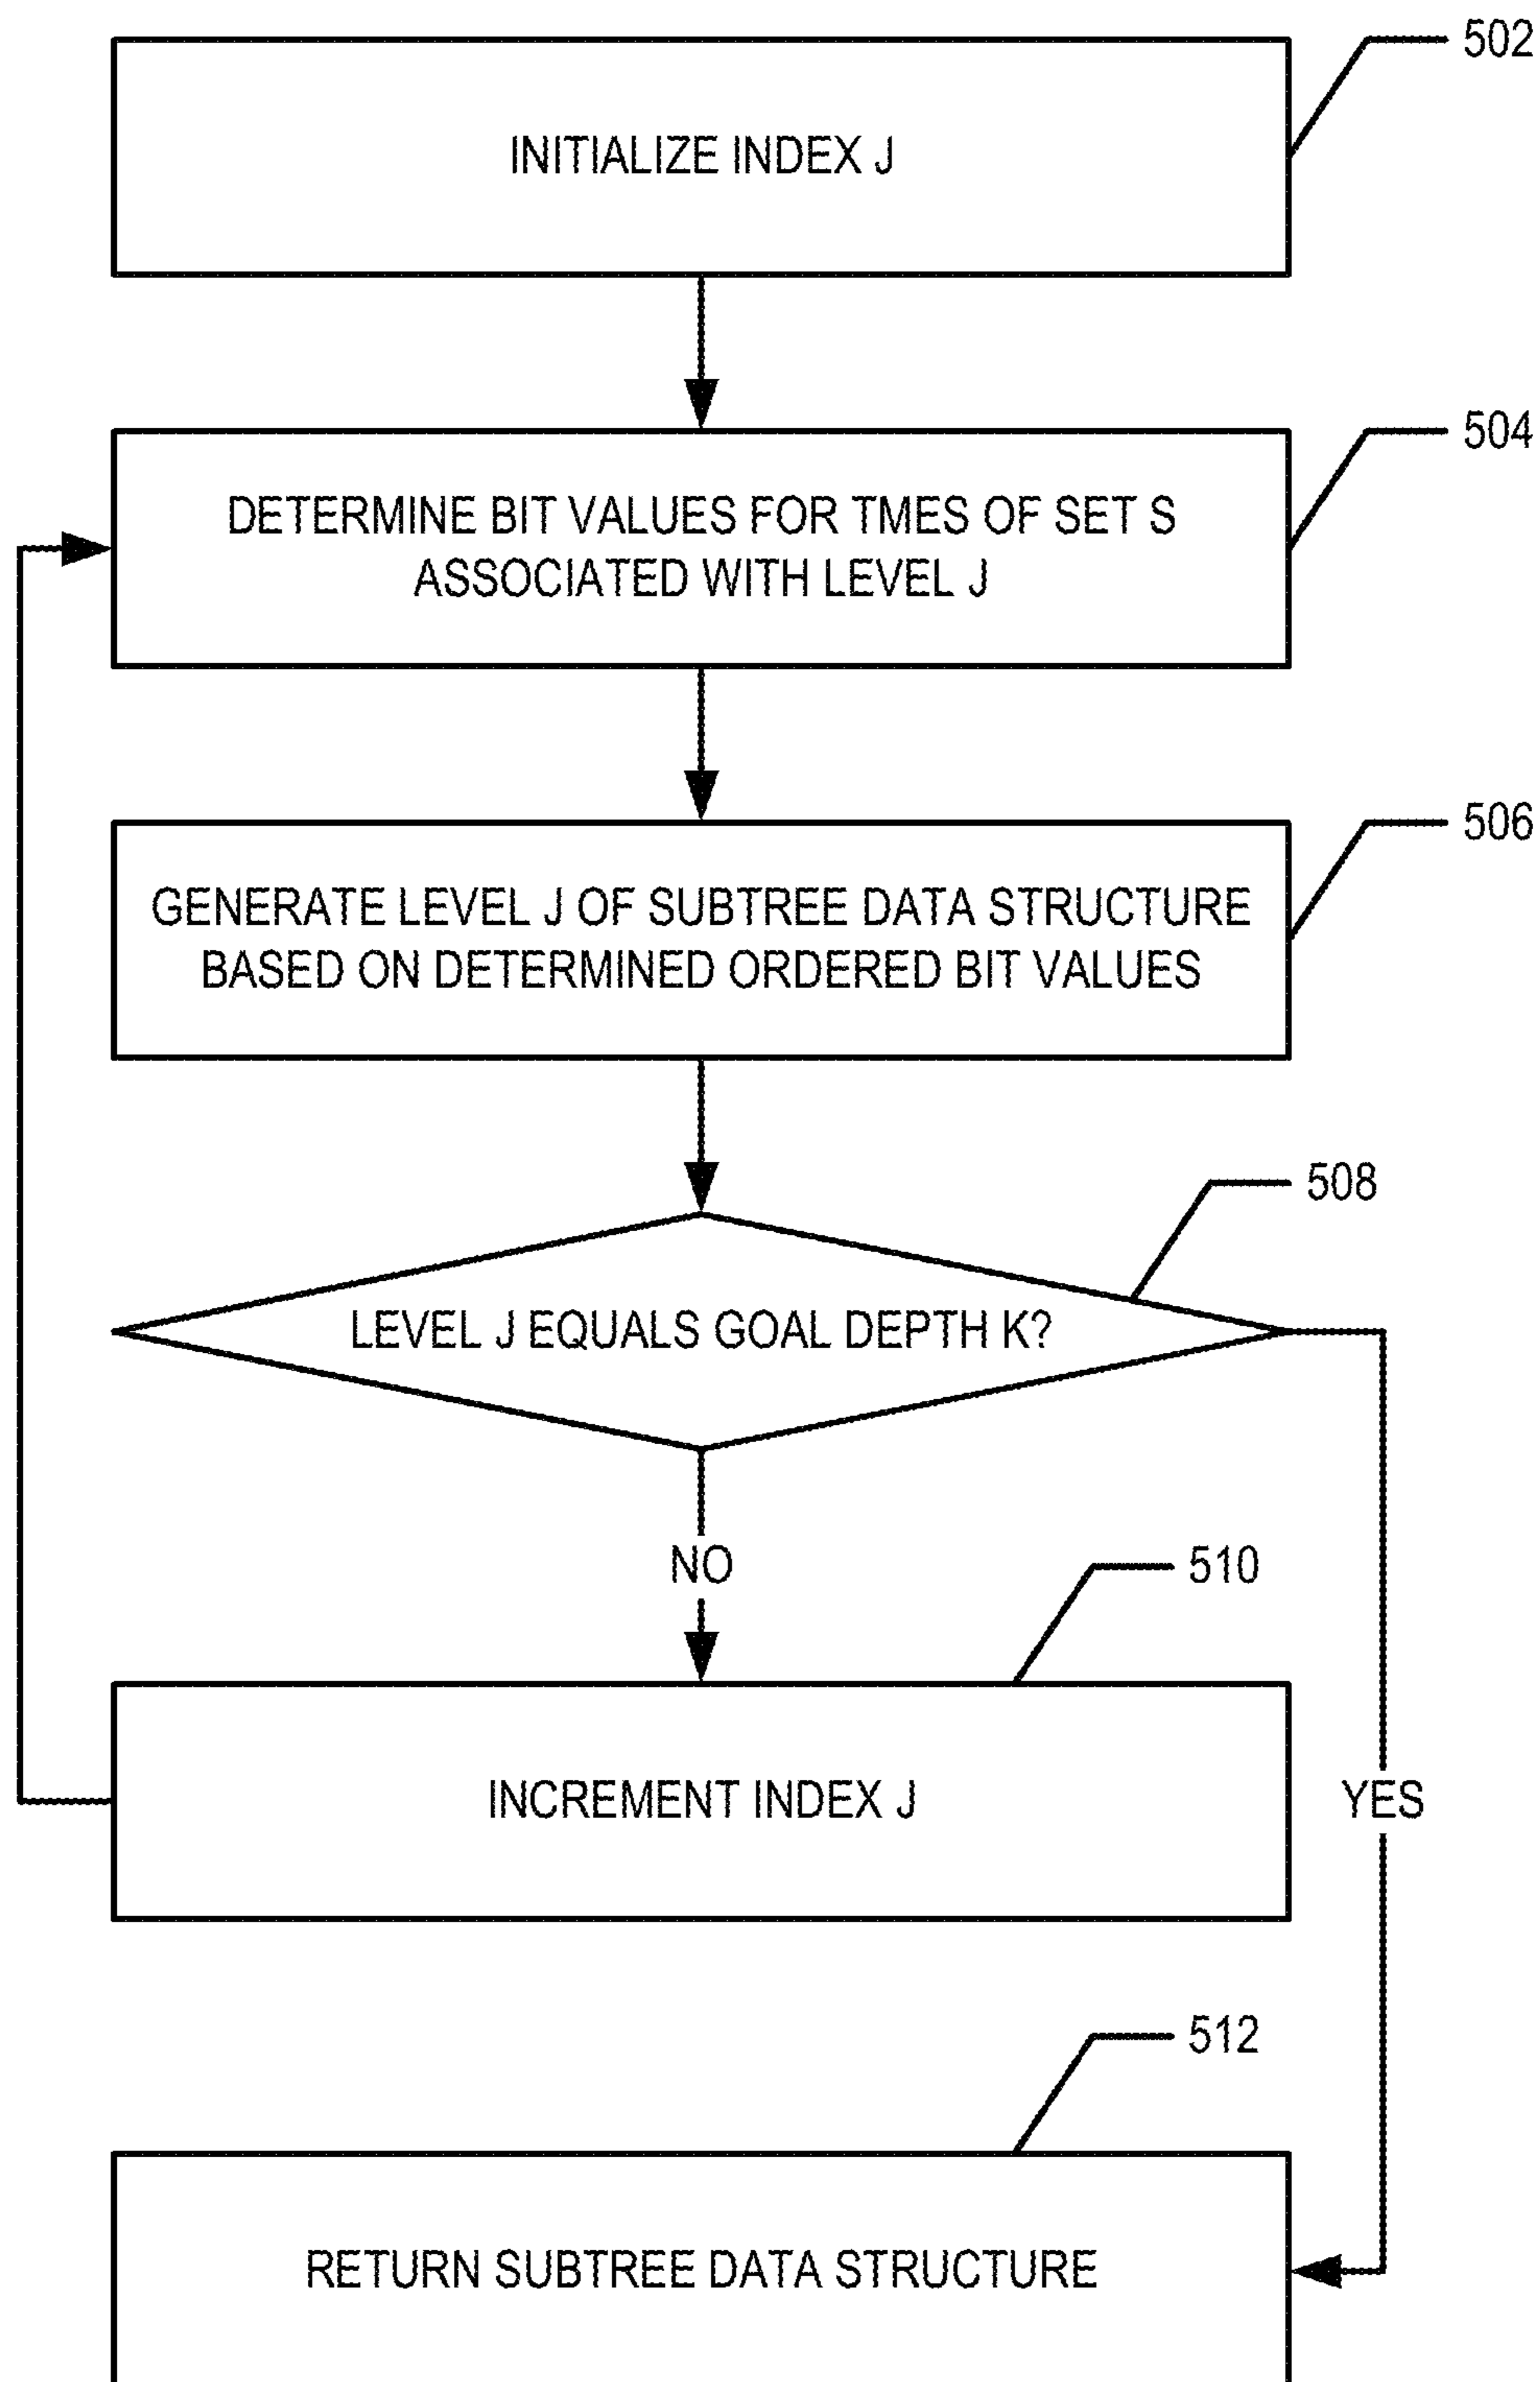 502
INITIALIZE INDEX J
504
DETERMINE BIT VALUES FOR TMES OF SET S
ASSOCIATED WITH LEVEL J
506
GENERATE LEVEL J OF SUBTREE DATA STRUCTURE
BASED ON DETERMINED ORDERED BIT VALUES
508
LEVEL J EQUALS GOAL DEPTH K?
NO
510
INCREMENT INDEX J
YES
512
RETURN SUBTREE DATA STRUCTURE